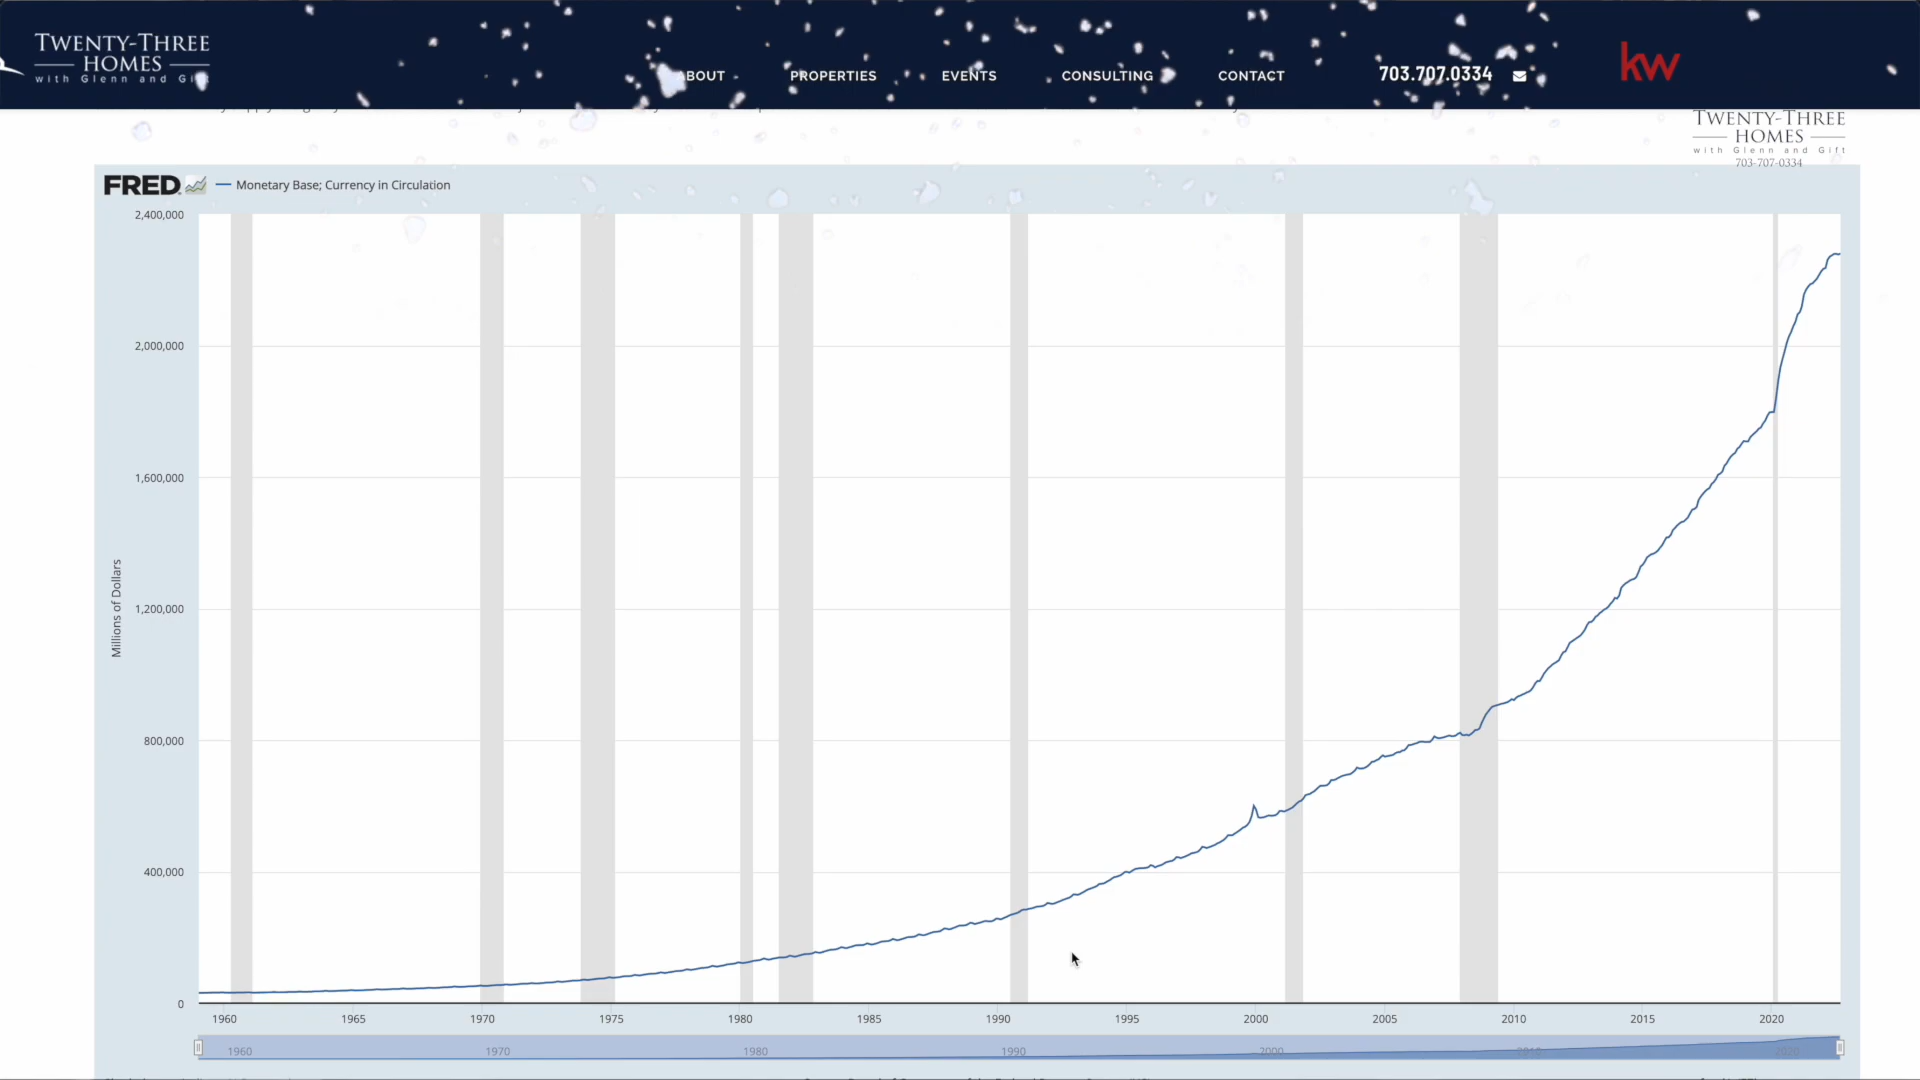 TWENTY-THREE
HOMES
with Glenn and Gi
ABOUT PROPERTIES EVENTS CONSULTING CONTACT 703.707.0334 kw
TWENTY-THREE
HOMES
with Glenn and Gift
703-707-0334
FRED Monetary Base; Currency in Circulation
2,400,000
2,000,000
1,600,000
1,200,000
800,000
400,000
0
Millions of Dollars
1960 1965 1970 1975 1980 1985 1990 1995 2000 2005 2010 2015 2020
1960 1970 1980 1990 2000 2010 2020